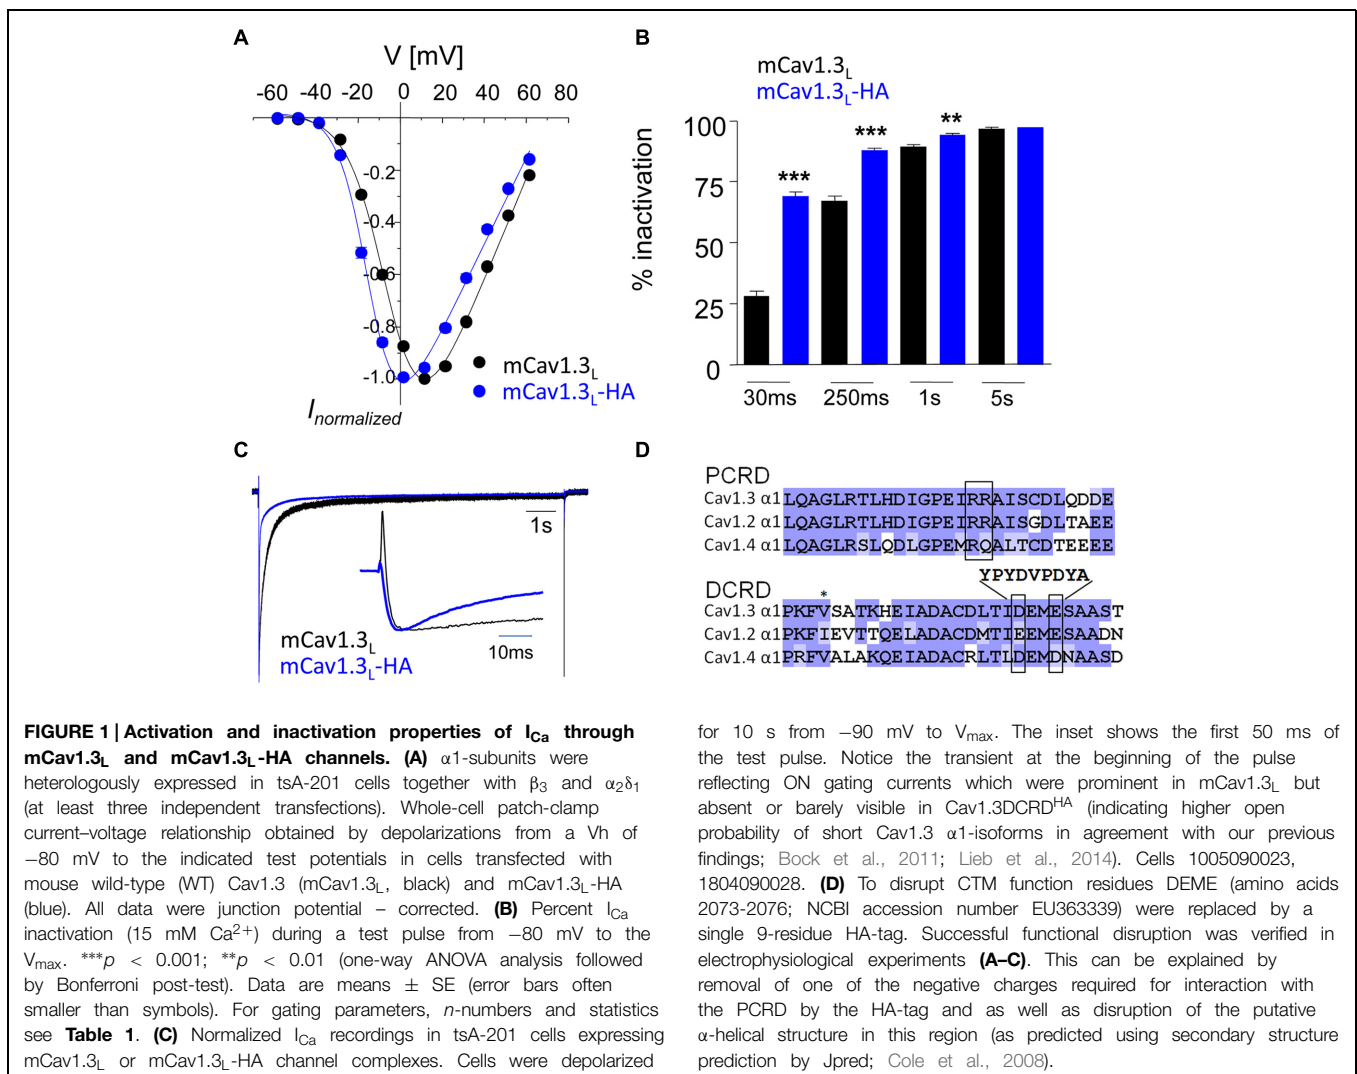 A
V [mV]
-60 -40 -20 0 20 40 60 80
-0.2
-0.4
-0.6
-0.8
-1.0
mCav1.3L
mCav1.3L-HA
Inormalized
B
mCav1.3L
mCav1.3L-HA
% inactivation
100
75
50
25
0
*** *** **
30ms 250ms 1s 5s
C
1s
mCav1.3L
mCav1.3L-HA
10ms
D
PCRD
Cav1.3 α1 LQAGLRTLHDIGPEIRRAISCDLQDDE
Cav1.2 α1 LQAGLRTLHDIGPEIRRAISGDLTAEE
Cav1.4 α1 LQAGLRSLQDLGPEMRQALTCDTEEEE
YPYDVPDYA
DCRD
*
Cav1.3 α1 PKFVSATKHEIADACDLTIDEMESAAST
Cav1.2 α1 PKFIEVTTQELADACDMTIEEMESAADN
Cav1.4 α1 PRFVALAKQEIADACRLTLDEMDNAASD
FIGURE 1 | Activation and inactivation properties of ICa through
mCav1.3L and mCav1.3L-HA channels. (A) α1-subunits were
heterologously expressed in tsA-201 cells together with β3 and α2δ1
(at least three independent transfections). Whole-cell patch-clamp
current–voltage relationship obtained by depolarizations from a Vh of
−80 mV to the indicated test potentials in cells transfected with
mouse wild-type (WT) Cav1.3 (mCav1.3L, black) and mCav1.3L-HA
(blue). All data were junction potential – corrected. (B) Percent ICa
inactivation (15 mM Ca2+) during a test pulse from −80 mV to the
Vmax. ***p < 0.001; **p < 0.01 (one-way ANOVA analysis followed
by Bonferroni post-test). Data are means ± SE (error bars often
smaller than symbols). For gating parameters, n-numbers and statistics
see Table 1. (C) Normalized ICa recordings in tsA-201 cells expressing
mCav1.3L or mCav1.3L-HA channel complexes. Cells were depolarized
for 10 s from −90 mV to Vmax. The inset shows the first 50 ms of
the test pulse. Notice the transient at the beginning of the pulse
reflecting ON gating currents which were prominent in mCav1.3L but
absent or barely visible in Cav1.3DCRDHA (indicating higher open
probability of short Cav1.3 α1-isoforms in agreement with our previous
findings; Bock et al., 2011; Lieb et al., 2014). Cells 1005090023,
1804090028. (D) To disrupt CTM function residues DEME (amino acids
2073-2076; NCBI accession number EU363339) were replaced by a
single 9-residue HA-tag. Successful functional disruption was verified in
electrophysiological experiments (A–C). This can be explained by
removal of one of the negative charges required for interaction with
the PCRD by the HA-tag and as well as disruption of the putative
α-helical structure in this region (as predicted using secondary structure
prediction by Jpred; Cole et al., 2008).